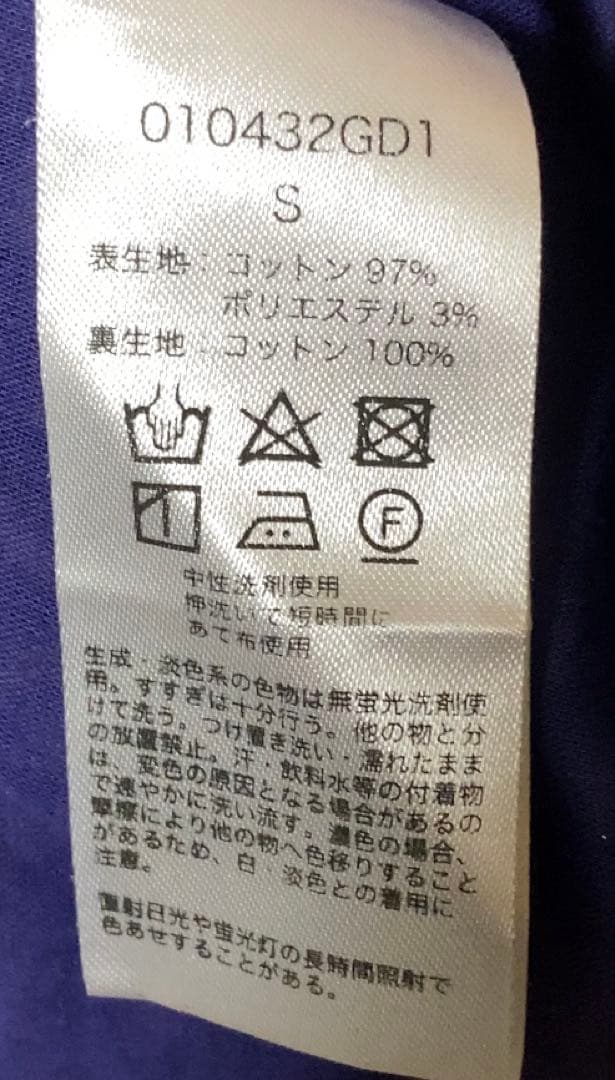 010432GD1
S
表生地：コットン 97%
ポリエステル 3%
裏生地：コットン 100%
F
中性洗剤使用
押洗いで短時間に
あて布使用
生成・淡色系の色物は無蛍光洗剤使
用。すすぎは十分行う。他の物と分
けて洗う。つけ置き洗い・濡れたまま
の放置禁止。汗・飲料水等の付着物
は、変色の原因となる場合があるの
で速やかに洗い流す。濃色の場合、
摩擦により他の物へ色移りすること
があるため、白・淡色との着用に
注意。
直射日光や蛍光灯の長時間照射で
色あせすることがある。